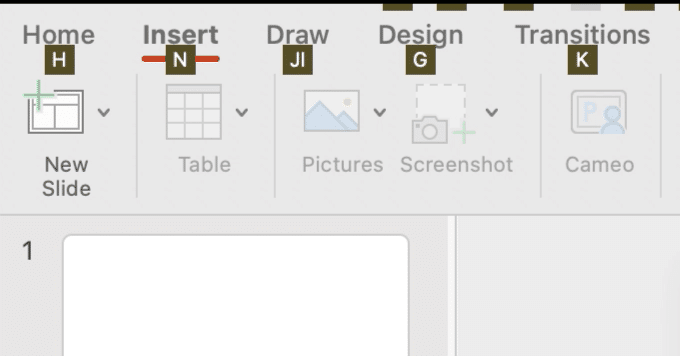 Home Insert Draw Design Transitions
H N JI G K
New Slide Table Pictures Screenshot Cameo
P
1